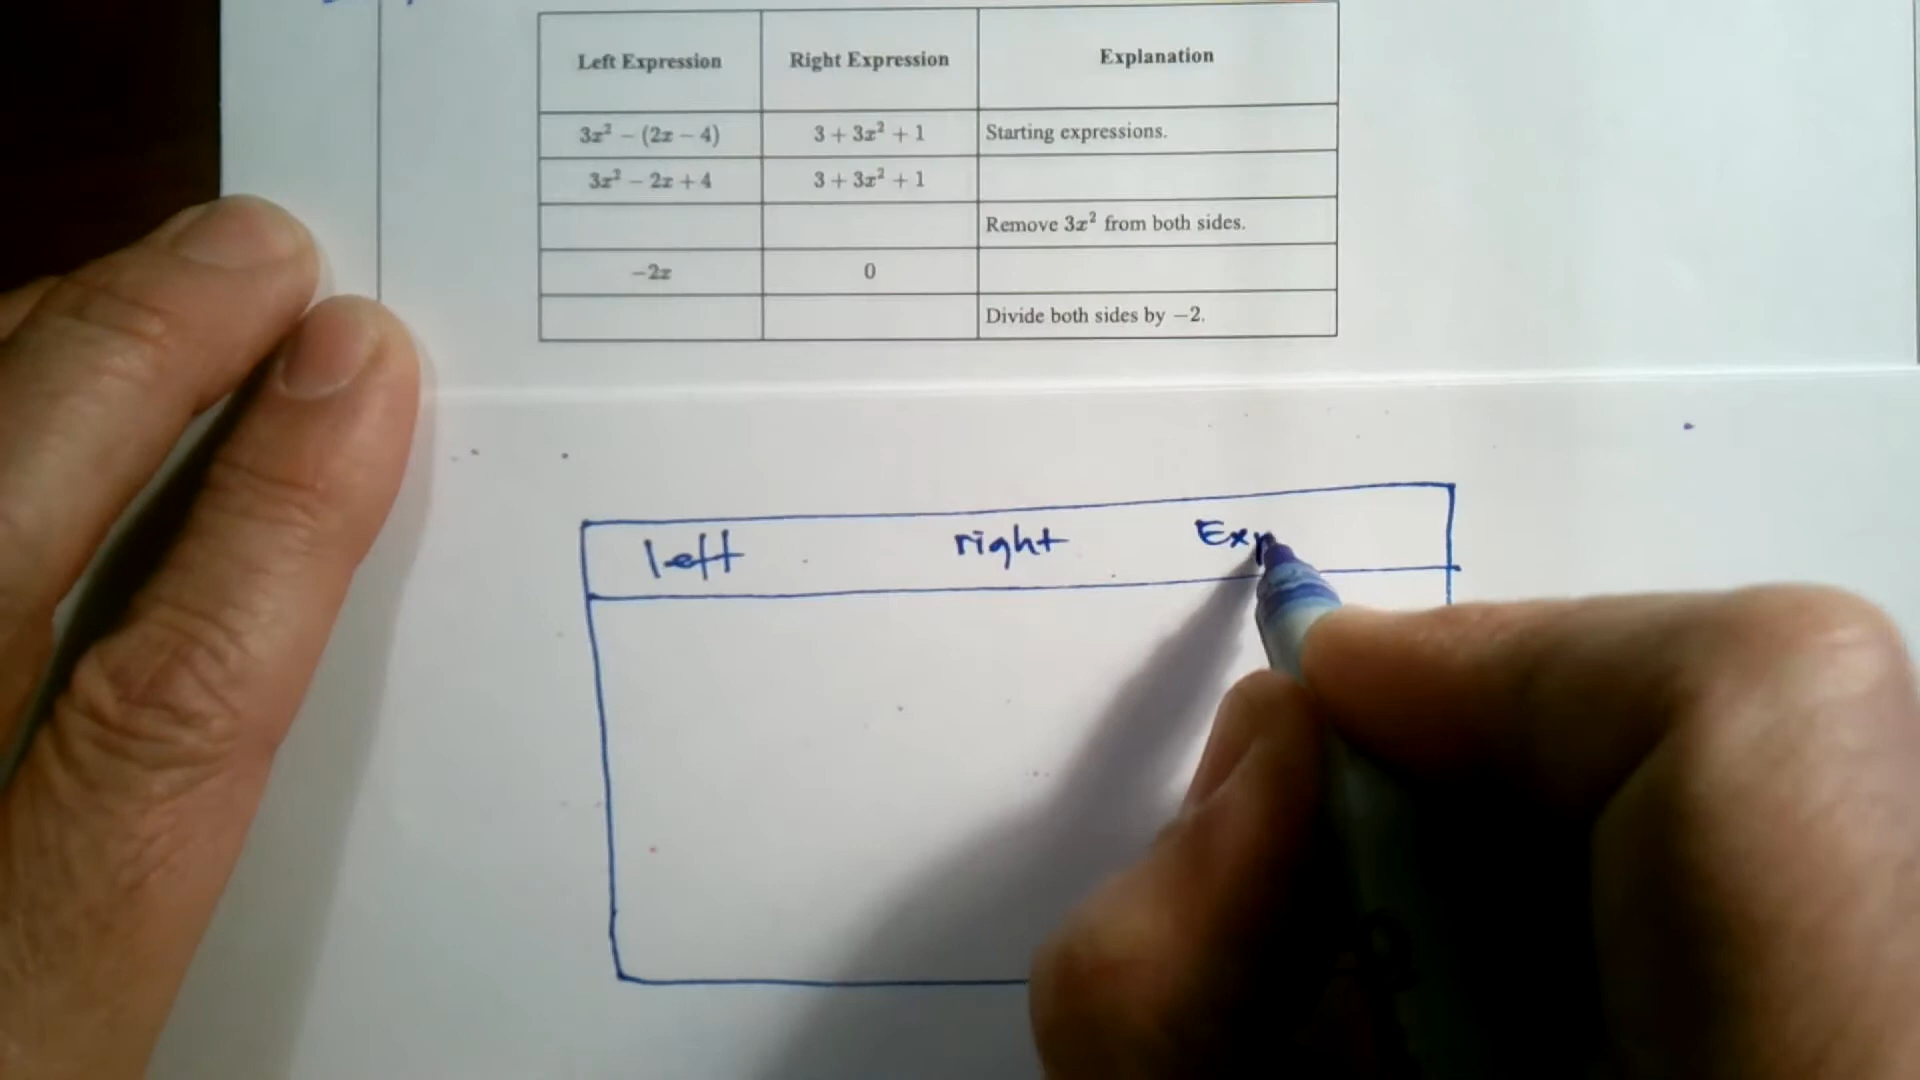 Left Expression Right Expression Explanation
3x² − (2x − 4) 3 + 3x² + 1 Starting expressions.
3x² − 2x + 4 3 + 3x² + 1
Remove 3x² from both sides.
−2x 0
Divide both sides by −2.
left right Exp